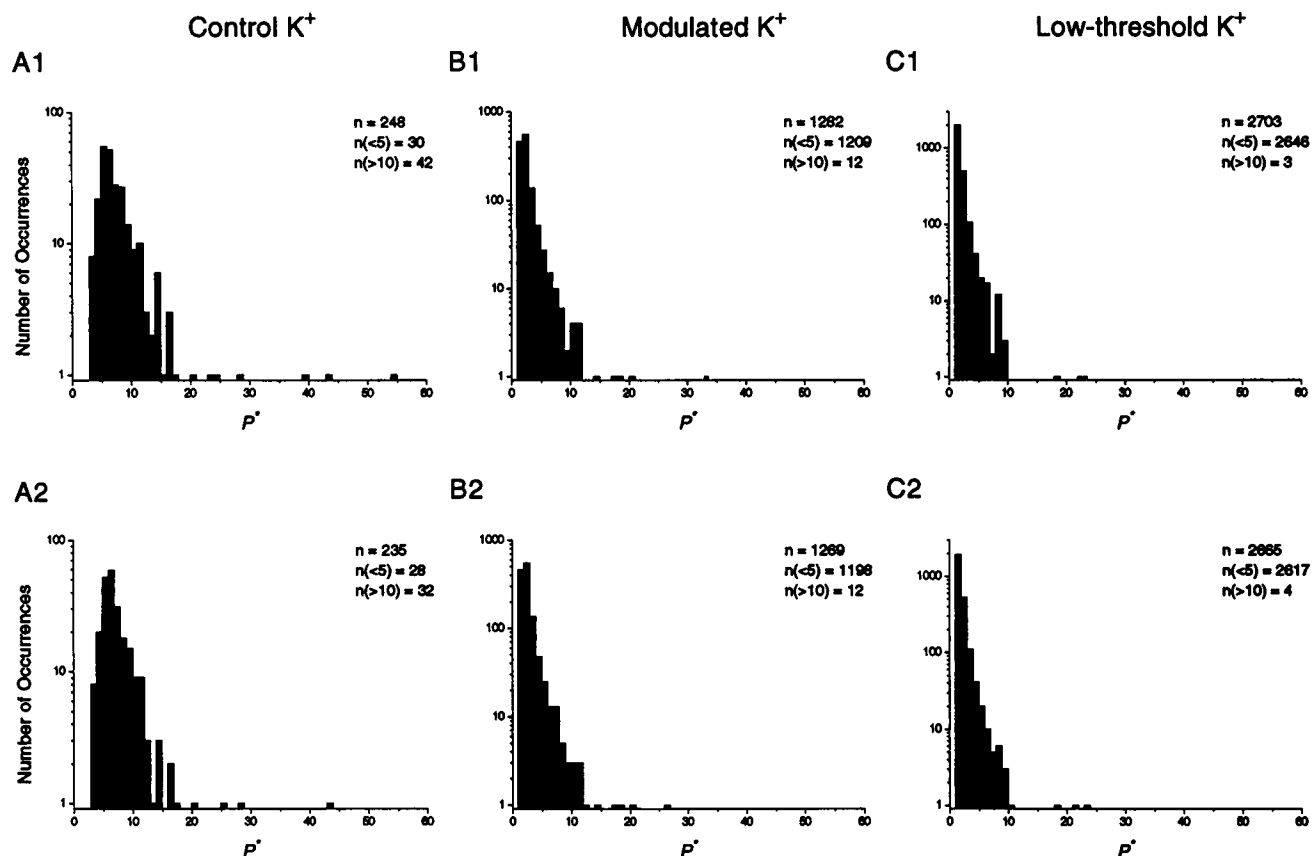 Control K+
Modulated K+
Low-threshold K+
A1
B1
C1
n = 248
n(<5) = 30
n(>10) = 42
n = 1282
n(<5) = 1209
n(>10) = 12
n = 2703
n(<5) = 2646
n(>10) = 3
Number of Occurrences
100
10
1
0 10 20 30 40 50 60
P*
1000
100
10
1
0 10 20 30 40 50 60
P*
1000
100
10
1
0 10 20 30 40 50 60
P*
A2
B2
C2
n = 235
n(<5) = 28
n(>10) = 32
n = 1269
n(<5) = 1198
n(>10) = 12
n = 2665
n(<5) = 2617
n(>10) = 4
Number of Occurrences
100
10
1
0 10 20 30 40 50 60
P*
1000
100
10
1
0 10 20 30 40 50 60
P*
1000
100
10
1
0 10 20 30 40 50 60
P*